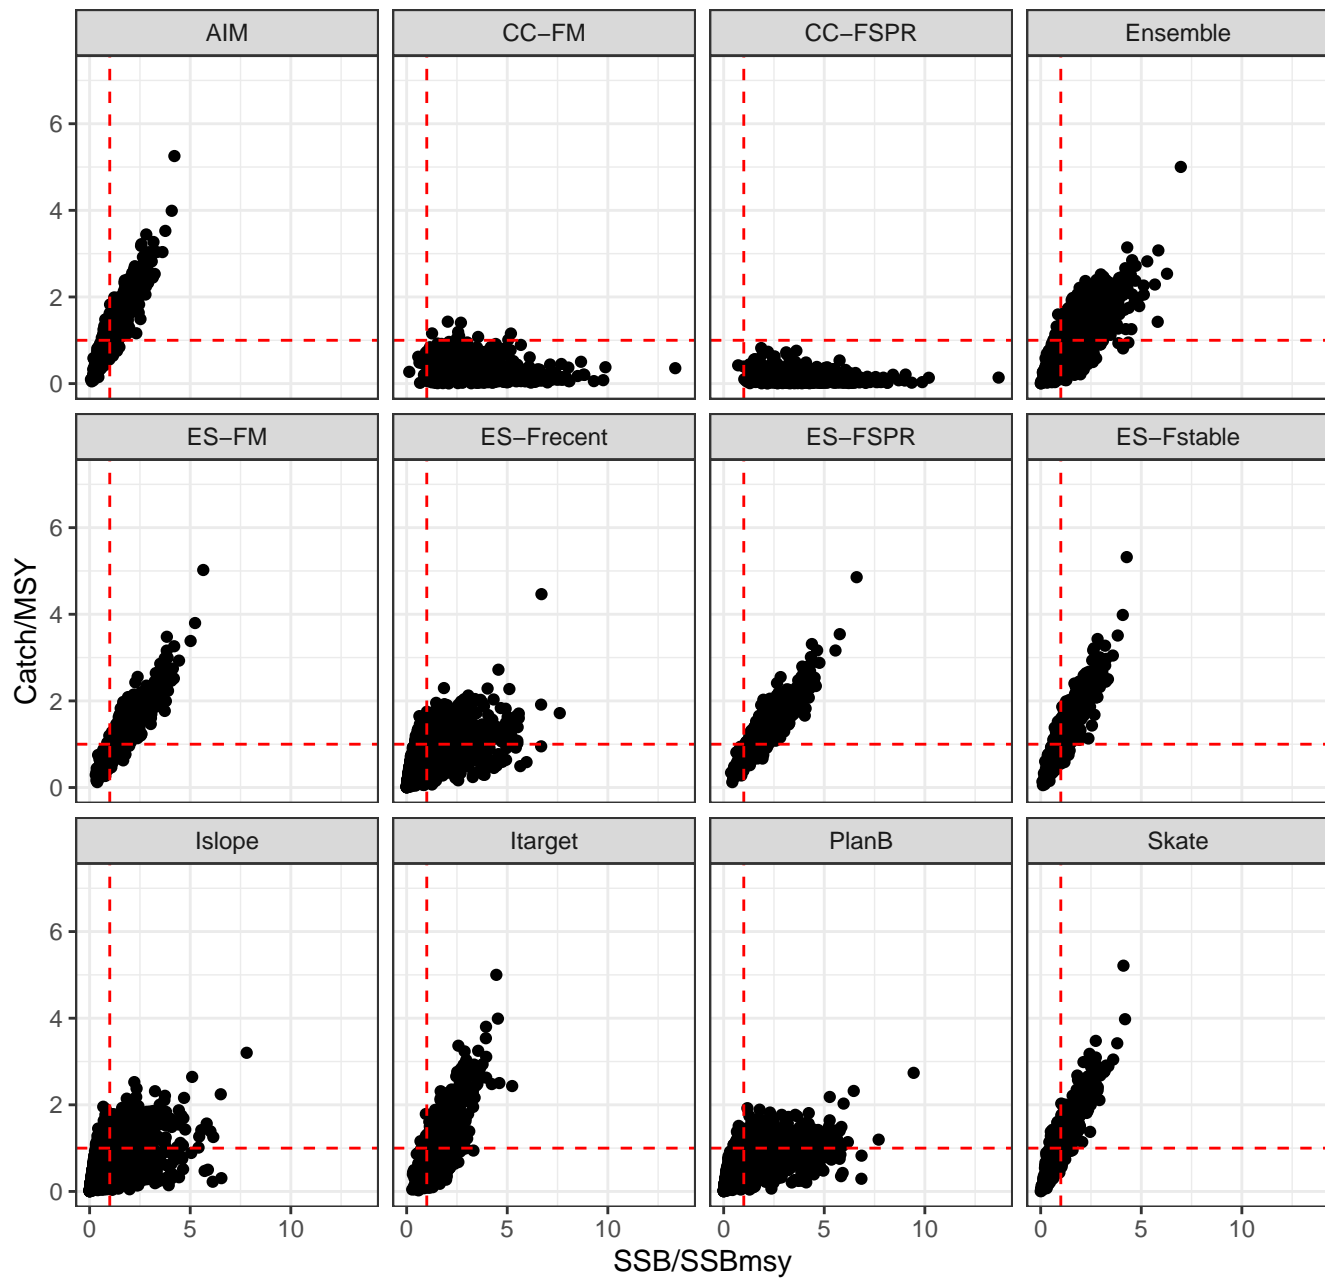 AIM CC−FM CC−FSPR Ensemble
6
4
2
0
ES−FM ES−Frecent ES−FSPR ES−Fstable
6
4
2
0
Catch/MSY
Islope Itarget PlanB Skate
6
4
2
0
0 5 10 0 5 10 0 5 10 0 5 10
SSB/SSBmsy